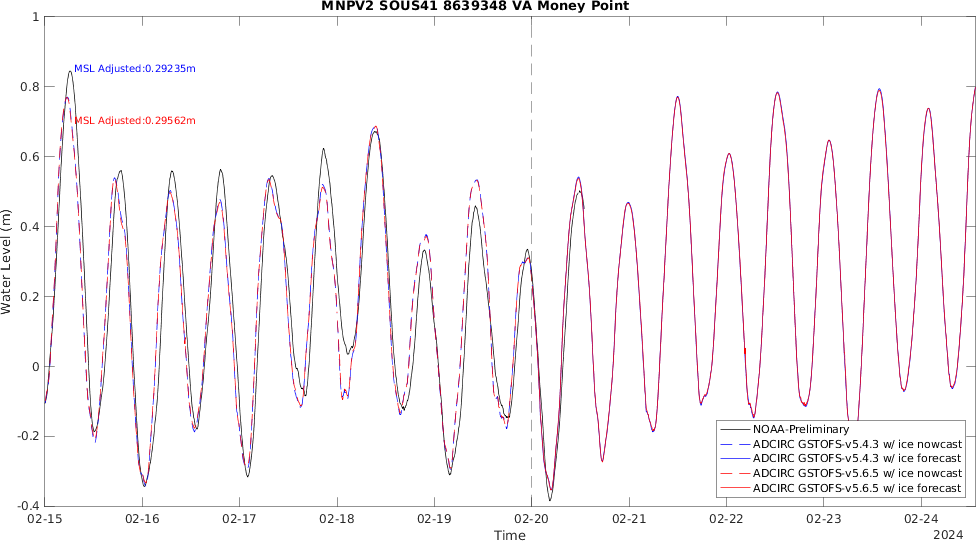 MNPV2 SOUS41 8639348 VA Money Point
1
0.8
0.6
0.4
0.2
0
-0.2
-0.4
Water Level (m)
MSL Adjusted:0.29235m
MSL Adjusted:0.29562m
NOAA-Preliminary
ADCIRC GSTOFS-v5.4.3 w/ ice nowcast
ADCIRC GSTOFS-v5.4.3 w/ ice forecast
ADCIRC GSTOFS-v5.6.5 w/ ice nowcast
ADCIRC GSTOFS-v5.6.5 w/ ice forecast
02-15 02-16 02-17 02-18 02-19 02-20 02-21 02-22 02-23 02-24
Time
2024